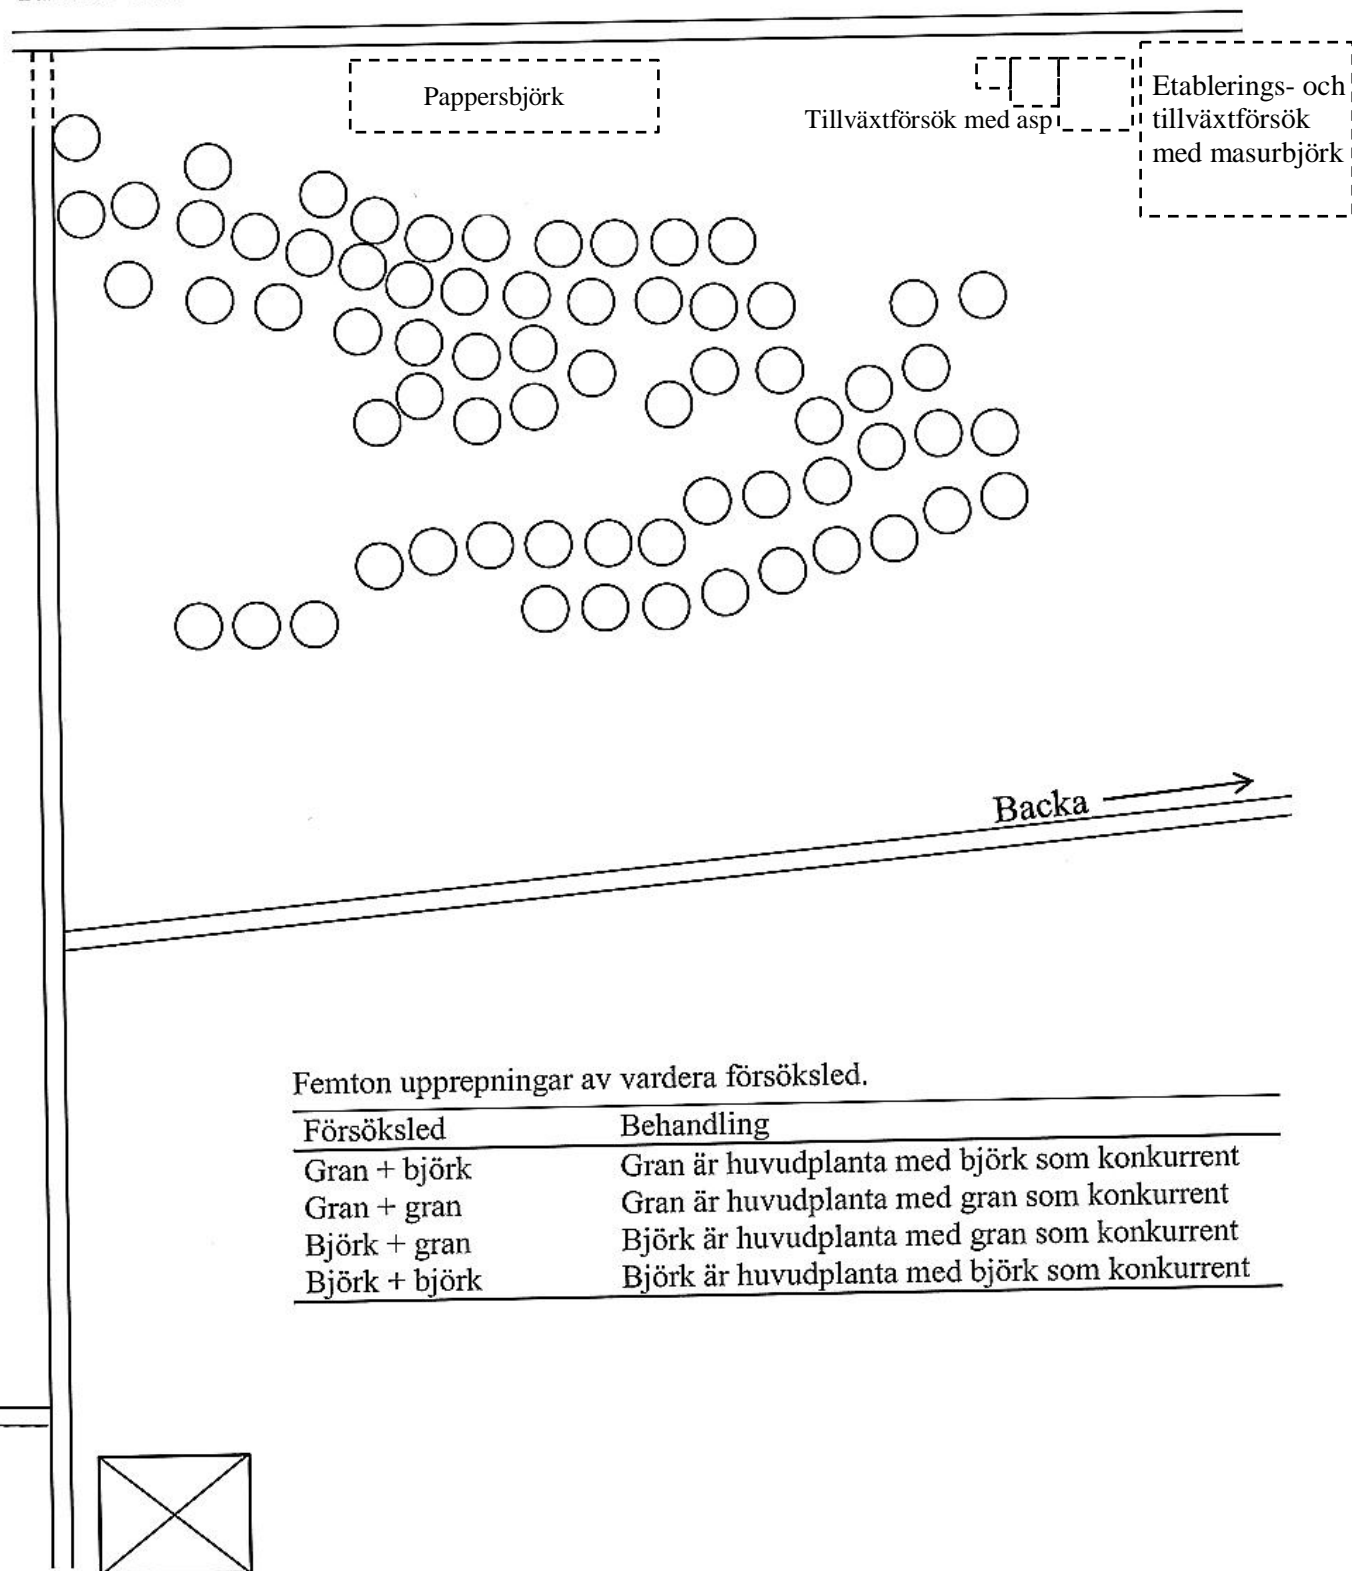 Pappersbjörk
Tillväxtförsök med asp
Etablerings- och
tillväxtförsök
med masurbjörk
Backa
Femton upprepningar av vardera försöksled.
Försöksled Behandling
Gran + björk Gran är huvudplanta med björk som konkurrent
Gran + gran Gran är huvudplanta med gran som konkurrent
Björk + gran Björk är huvudplanta med gran som konkurrent
Björk + björk Björk är huvudplanta med björk som konkurrent